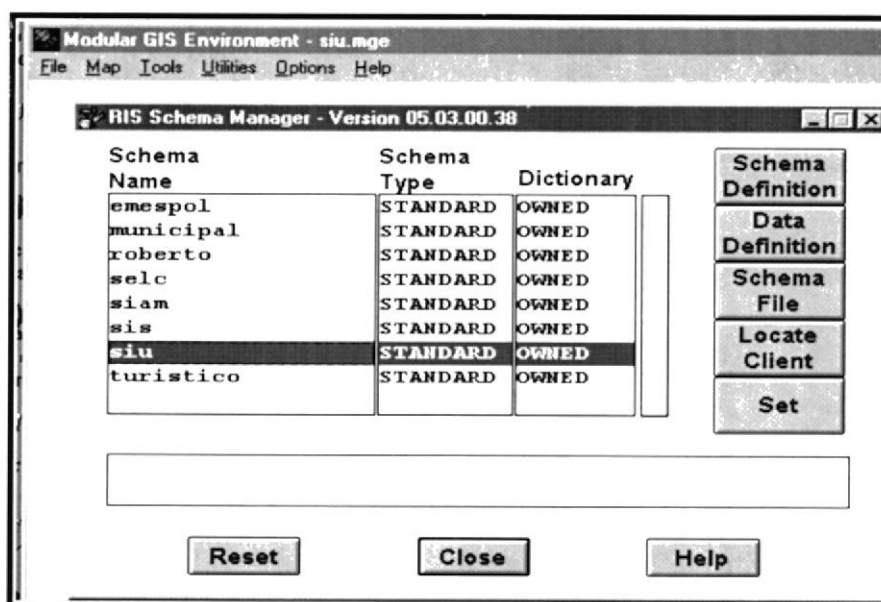 Modular GIS Environment - siu.mge
File Map Tools Utilities Options Help
RIS Schema Manager - Version 05.03.00.38
Schema Name Schema Type Dictionary
emespol STANDARD OWNED
municipal STANDARD OWNED
roberto STANDARD OWNED
selc STANDARD OWNED
siam STANDARD OWNED
sis STANDARD OWNED
siu STANDARD OWNED
turistico STANDARD OWNED
Schema
Definition
Data
Definition
Schema
File
Locate
Client
Set
Reset Close Help